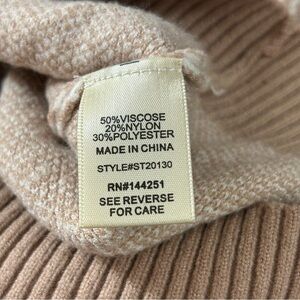 50%VISCOSE
20%NYLON
30%POLYESTER
MADE IN CHINA
STYLE#ST20130
RN#144251
SEE REVERSE
FOR CARE